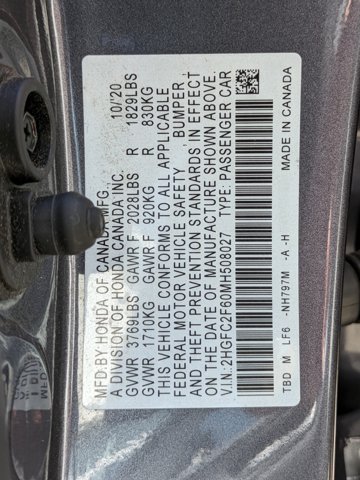 MFD.BY HONDA OF CANADA MFG., 10/'20
A DIVISION OF HONDA CANADA INC.
GVWR 3769LBS GAWR F 2028LBS R 1829LBS
GVWR 1710KG GAWR F 920KG R 830KG
THIS VEHICLE CONFORMS TO ALL APPLICABLE
FEDERAL MOTOR VEHICLE SAFETY, BUMPER,
AND THEFT PREVENTION STANDARDS IN EFFECT
ON THE DATE OF MANUFACTURE SHOWN ABOVE.
V.I.N:2HGFC2F60MH508027 TYPE:PASSENGER CAR
TBD M LF6 -NH797M -A -H MADE IN CANADA